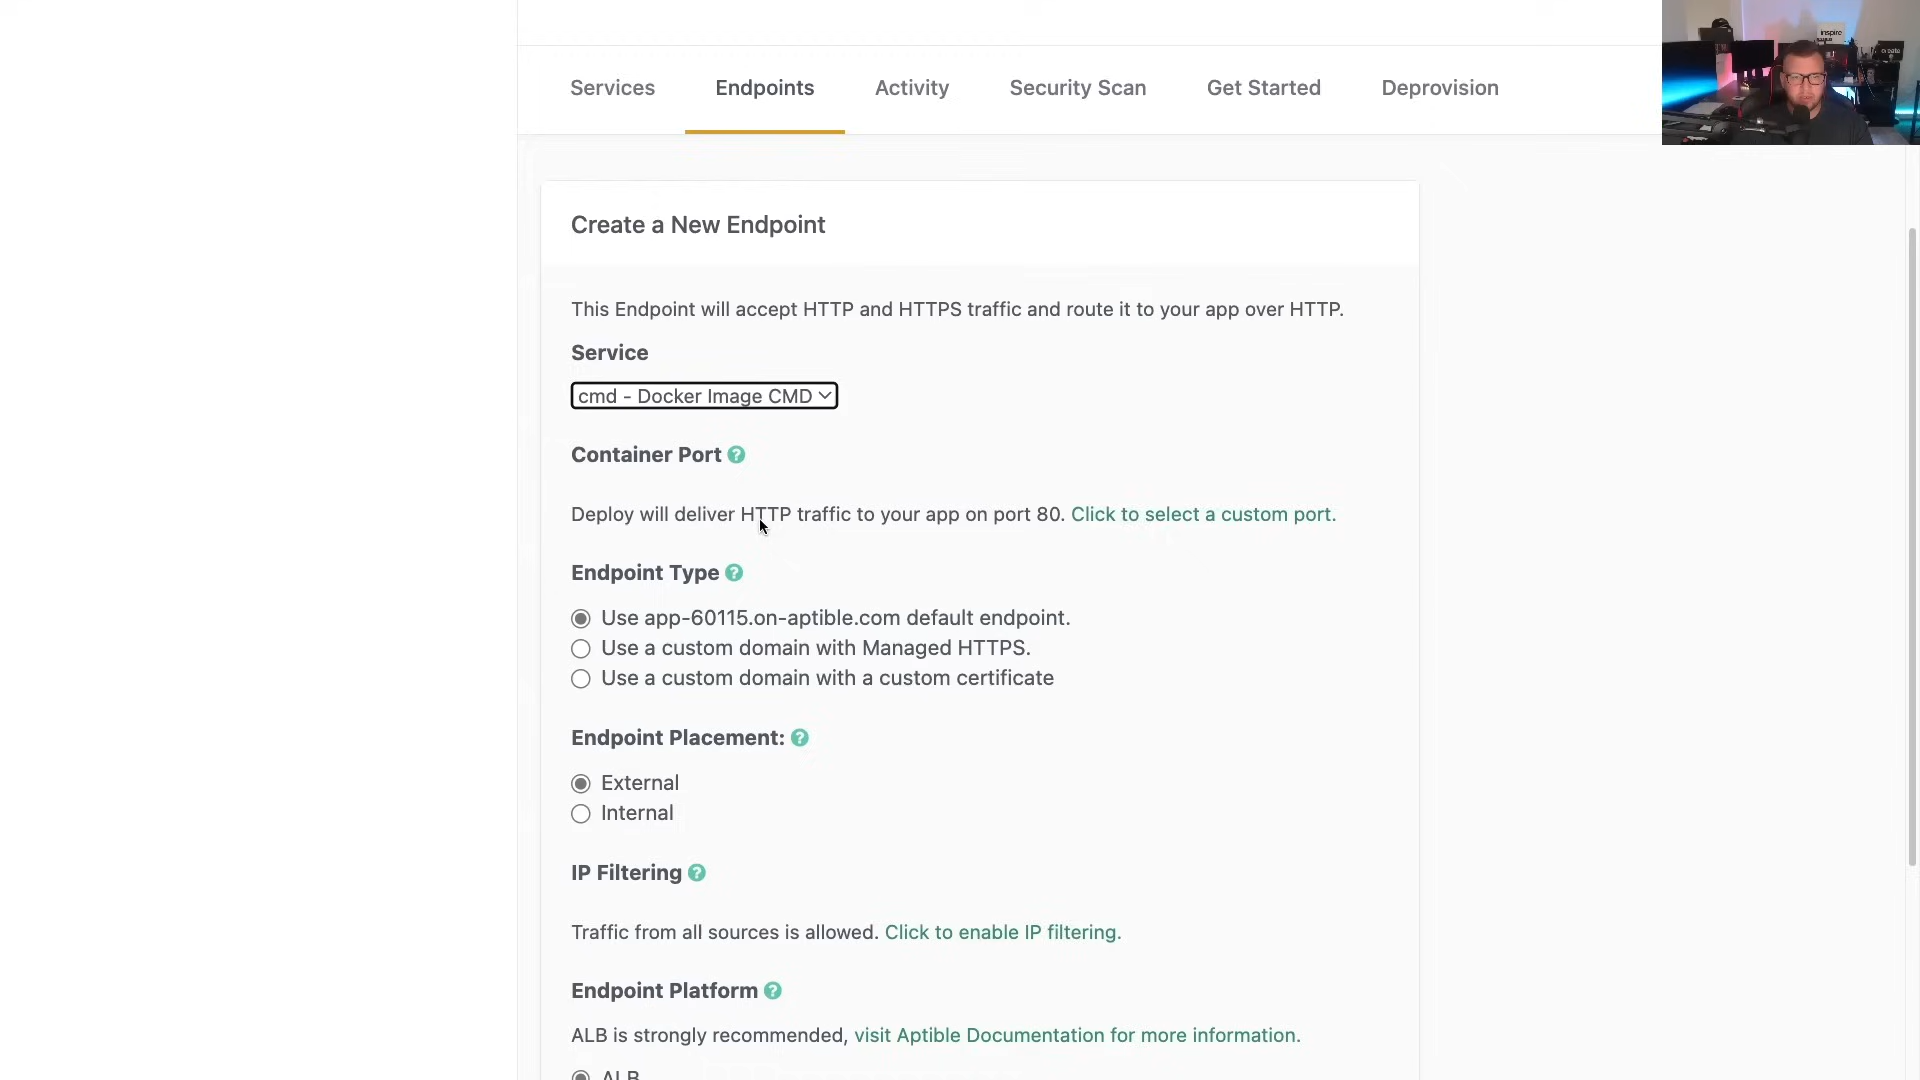 Services Endpoints Activity Security Scan Get Started Deprovision
inspire
create
Create a New Endpoint
This Endpoint will accept HTTP and HTTPS traffic and route it to your app over HTTP.
Service
cmd - Docker Image CMD
Container Port ?
Deploy will deliver HTTP traffic to your app on port 80. Click to select a custom port.
Endpoint Type ?
Use app-60115.on-aptible.com default endpoint.
Use a custom domain with Managed HTTPS.
Use a custom domain with a custom certificate
Endpoint Placement: ?
External
Internal
IP Filtering ?
Traffic from all sources is allowed. Click to enable IP filtering.
Endpoint Platform ?
ALB is strongly recommended, visit Aptible Documentation for more information.
ALB